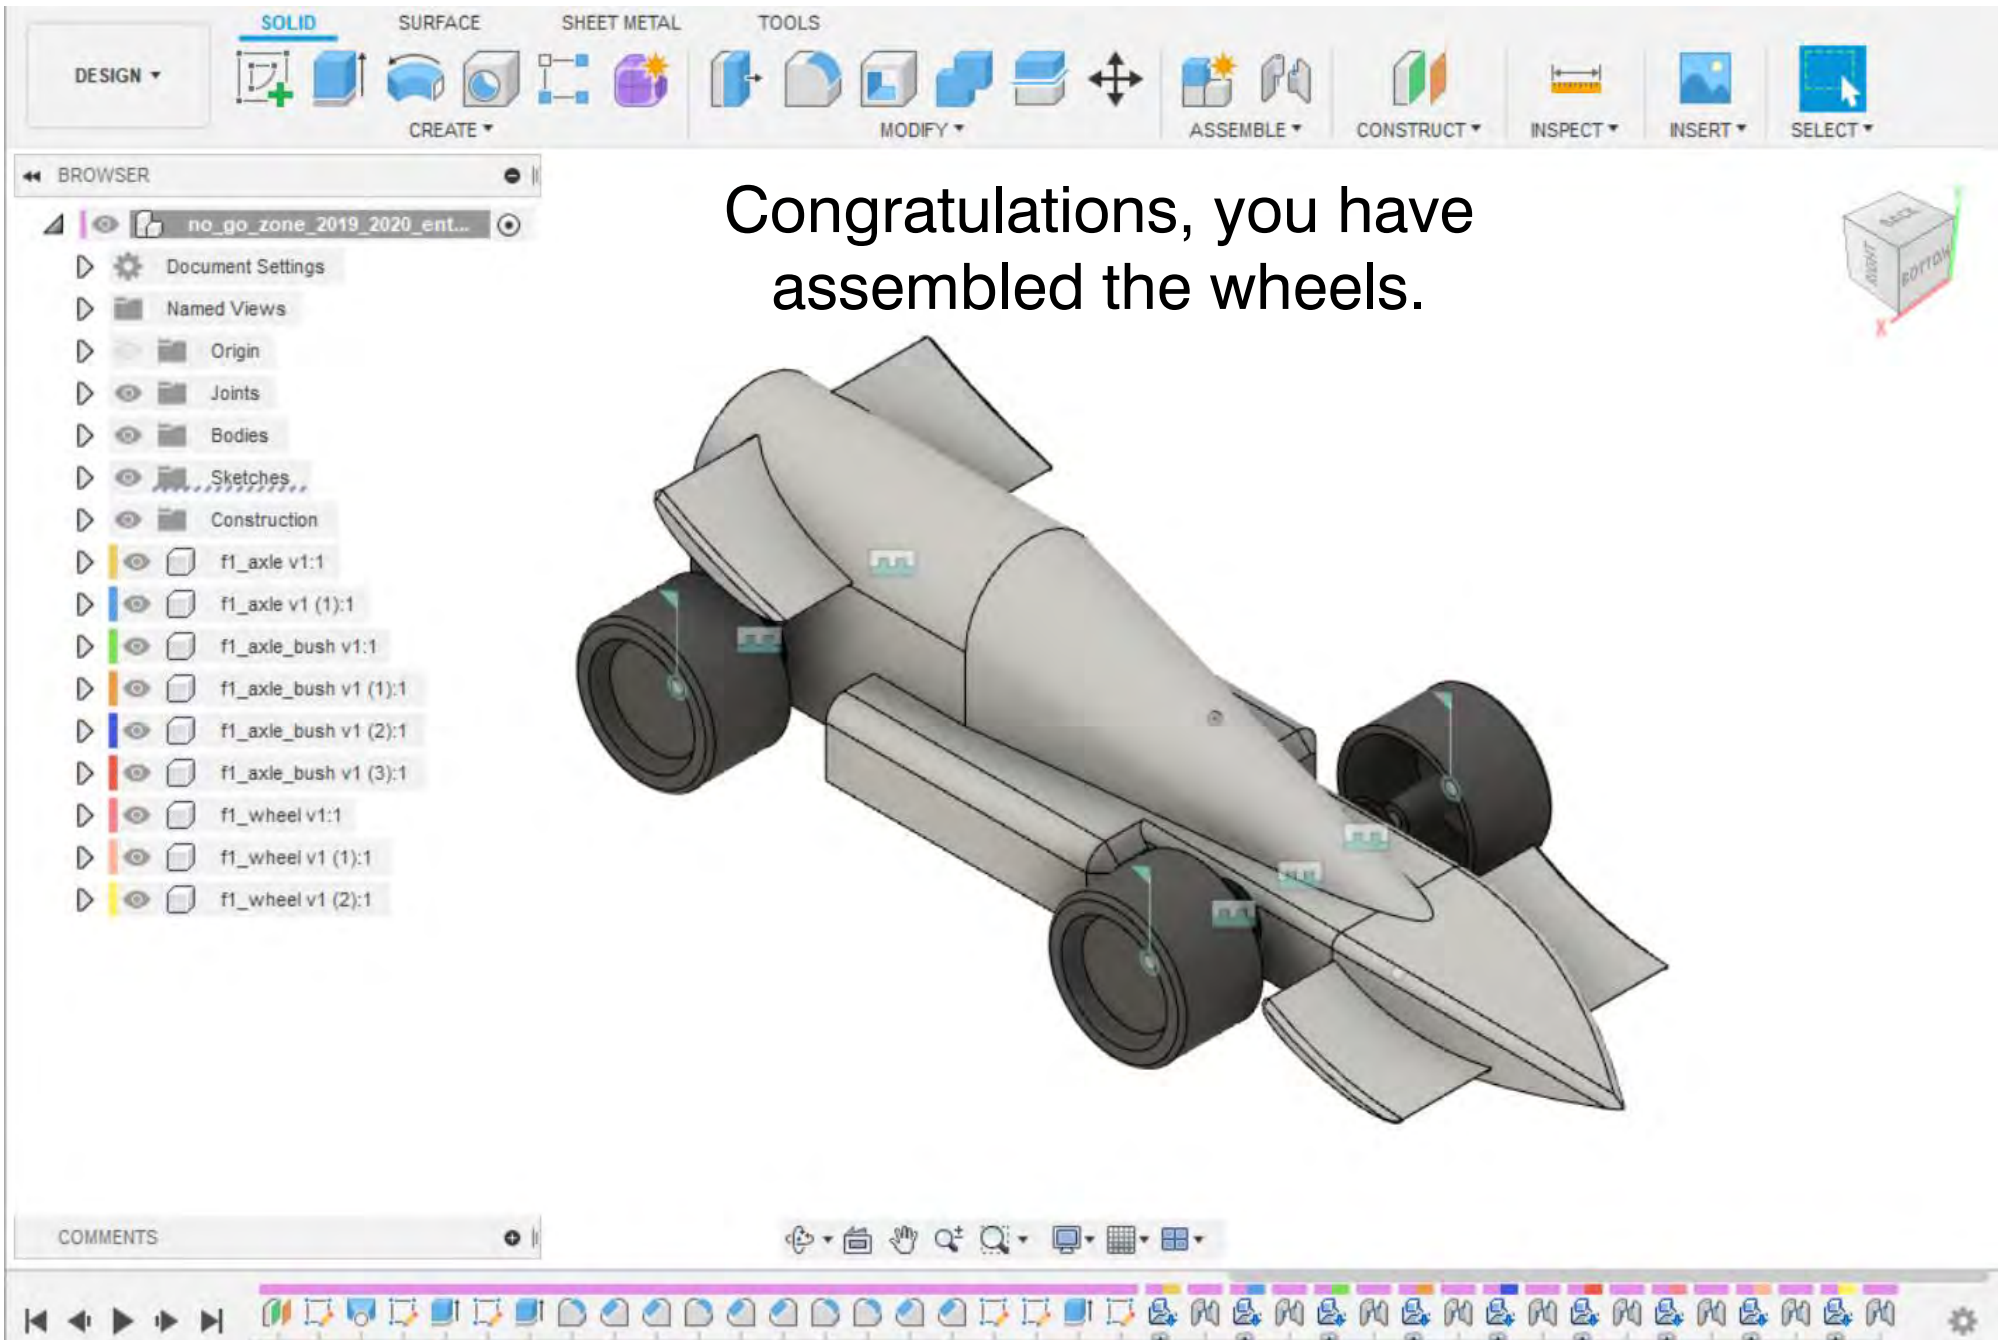 SOLID SURFACE SHEET METAL TOOLS
DESIGN
CREATE MODIFY ASSEMBLE CONSTRUCT INSPECT INSERT SELECT
BROWSER
no_go_zone_2019_2020_ent...
Document Settings
Named Views
Origin
Joints
Bodies
Sketches
Construction
f1_axle v1:1
f1_axle v1 (1):1
f1_axle_bush v1:1
f1_axle_bush v1 (1):1
f1_axle_bush v1 (2):1
f1_axle_bush v1 (3):1
f1_wheel v1:1
f1_wheel v1 (1):1
f1_wheel v1 (2):1
Congratulations, you have
assembled the wheels.
BACK
RIGHT
BOTTOM
X
COMMENTS